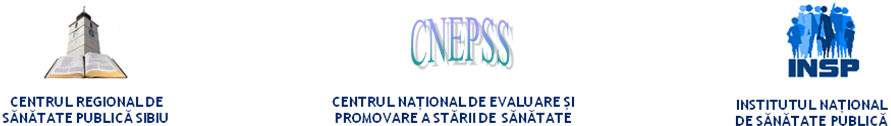 CNEPSS
INSP
CENTRUL REGIONAL DE
SĂNĂTATE PUBLICĂ SIBIU
CENTRUL NAȚIONAL DE EVALUARE ȘI
PROMOVARE A STĂRII DE SĂNĂTATE
INSTITUTUL NAȚIONAL
DE SĂNĂTATE PUBLICĂ